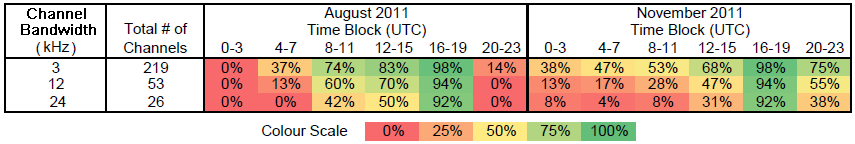 Channel Bandwidth (kHz) Total # of Channels August 2011 November 2011
Time Block (UTC) Time Block (UTC)
0-3 4-7 8-11 12-15 16-19 20-23 0-3 4-7 8-11 12-15 16-19 20-23
3 219 0% 37% 74% 83% 98% 14% 38% 47% 53% 68% 98% 75%
12 53 0% 13% 60% 70% 94% 0% 13% 17% 28% 47% 94% 55%
24 26 0% 0% 42% 50% 92% 0% 8% 4% 8% 31% 92% 38%
Colour Scale 0% 25% 50% 75% 100%